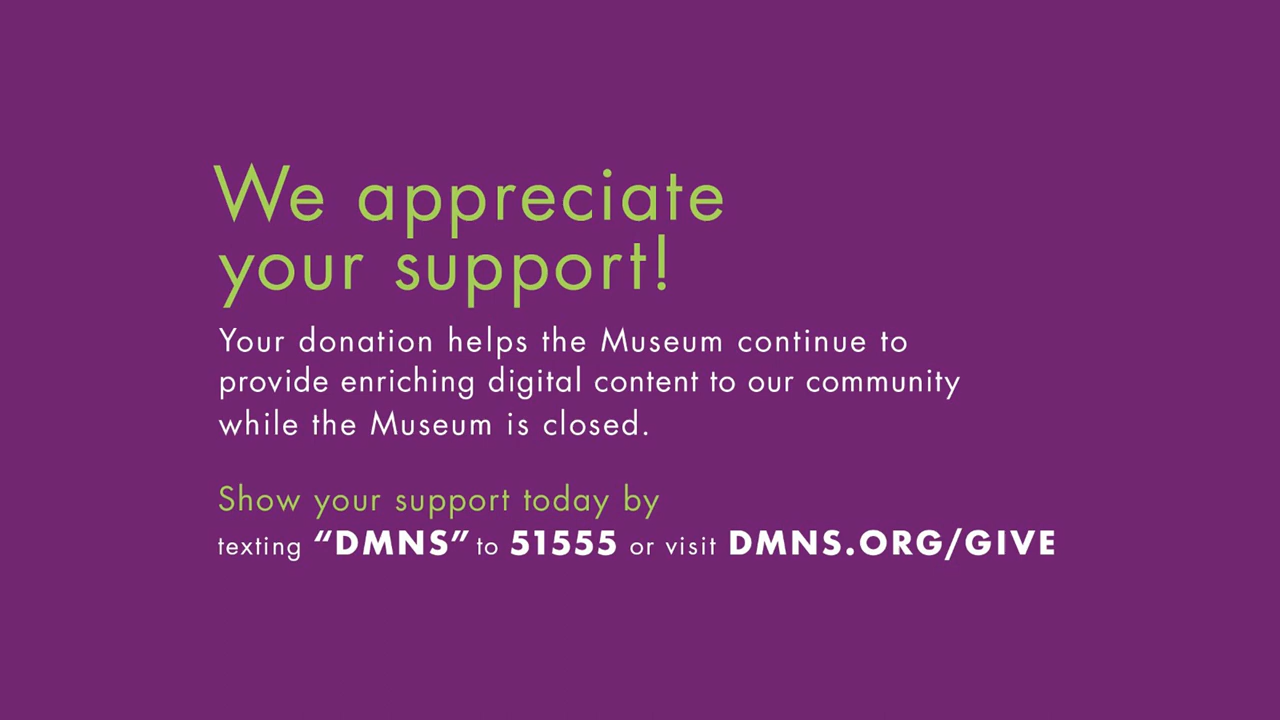 We appreciate
your support!
Your donation helps the Museum continue to
provide enriching digital content to our community
while the Museum is closed.
Show your support today by
texting “DMNS” to 51555 or visit DMNS.ORG/GIVE